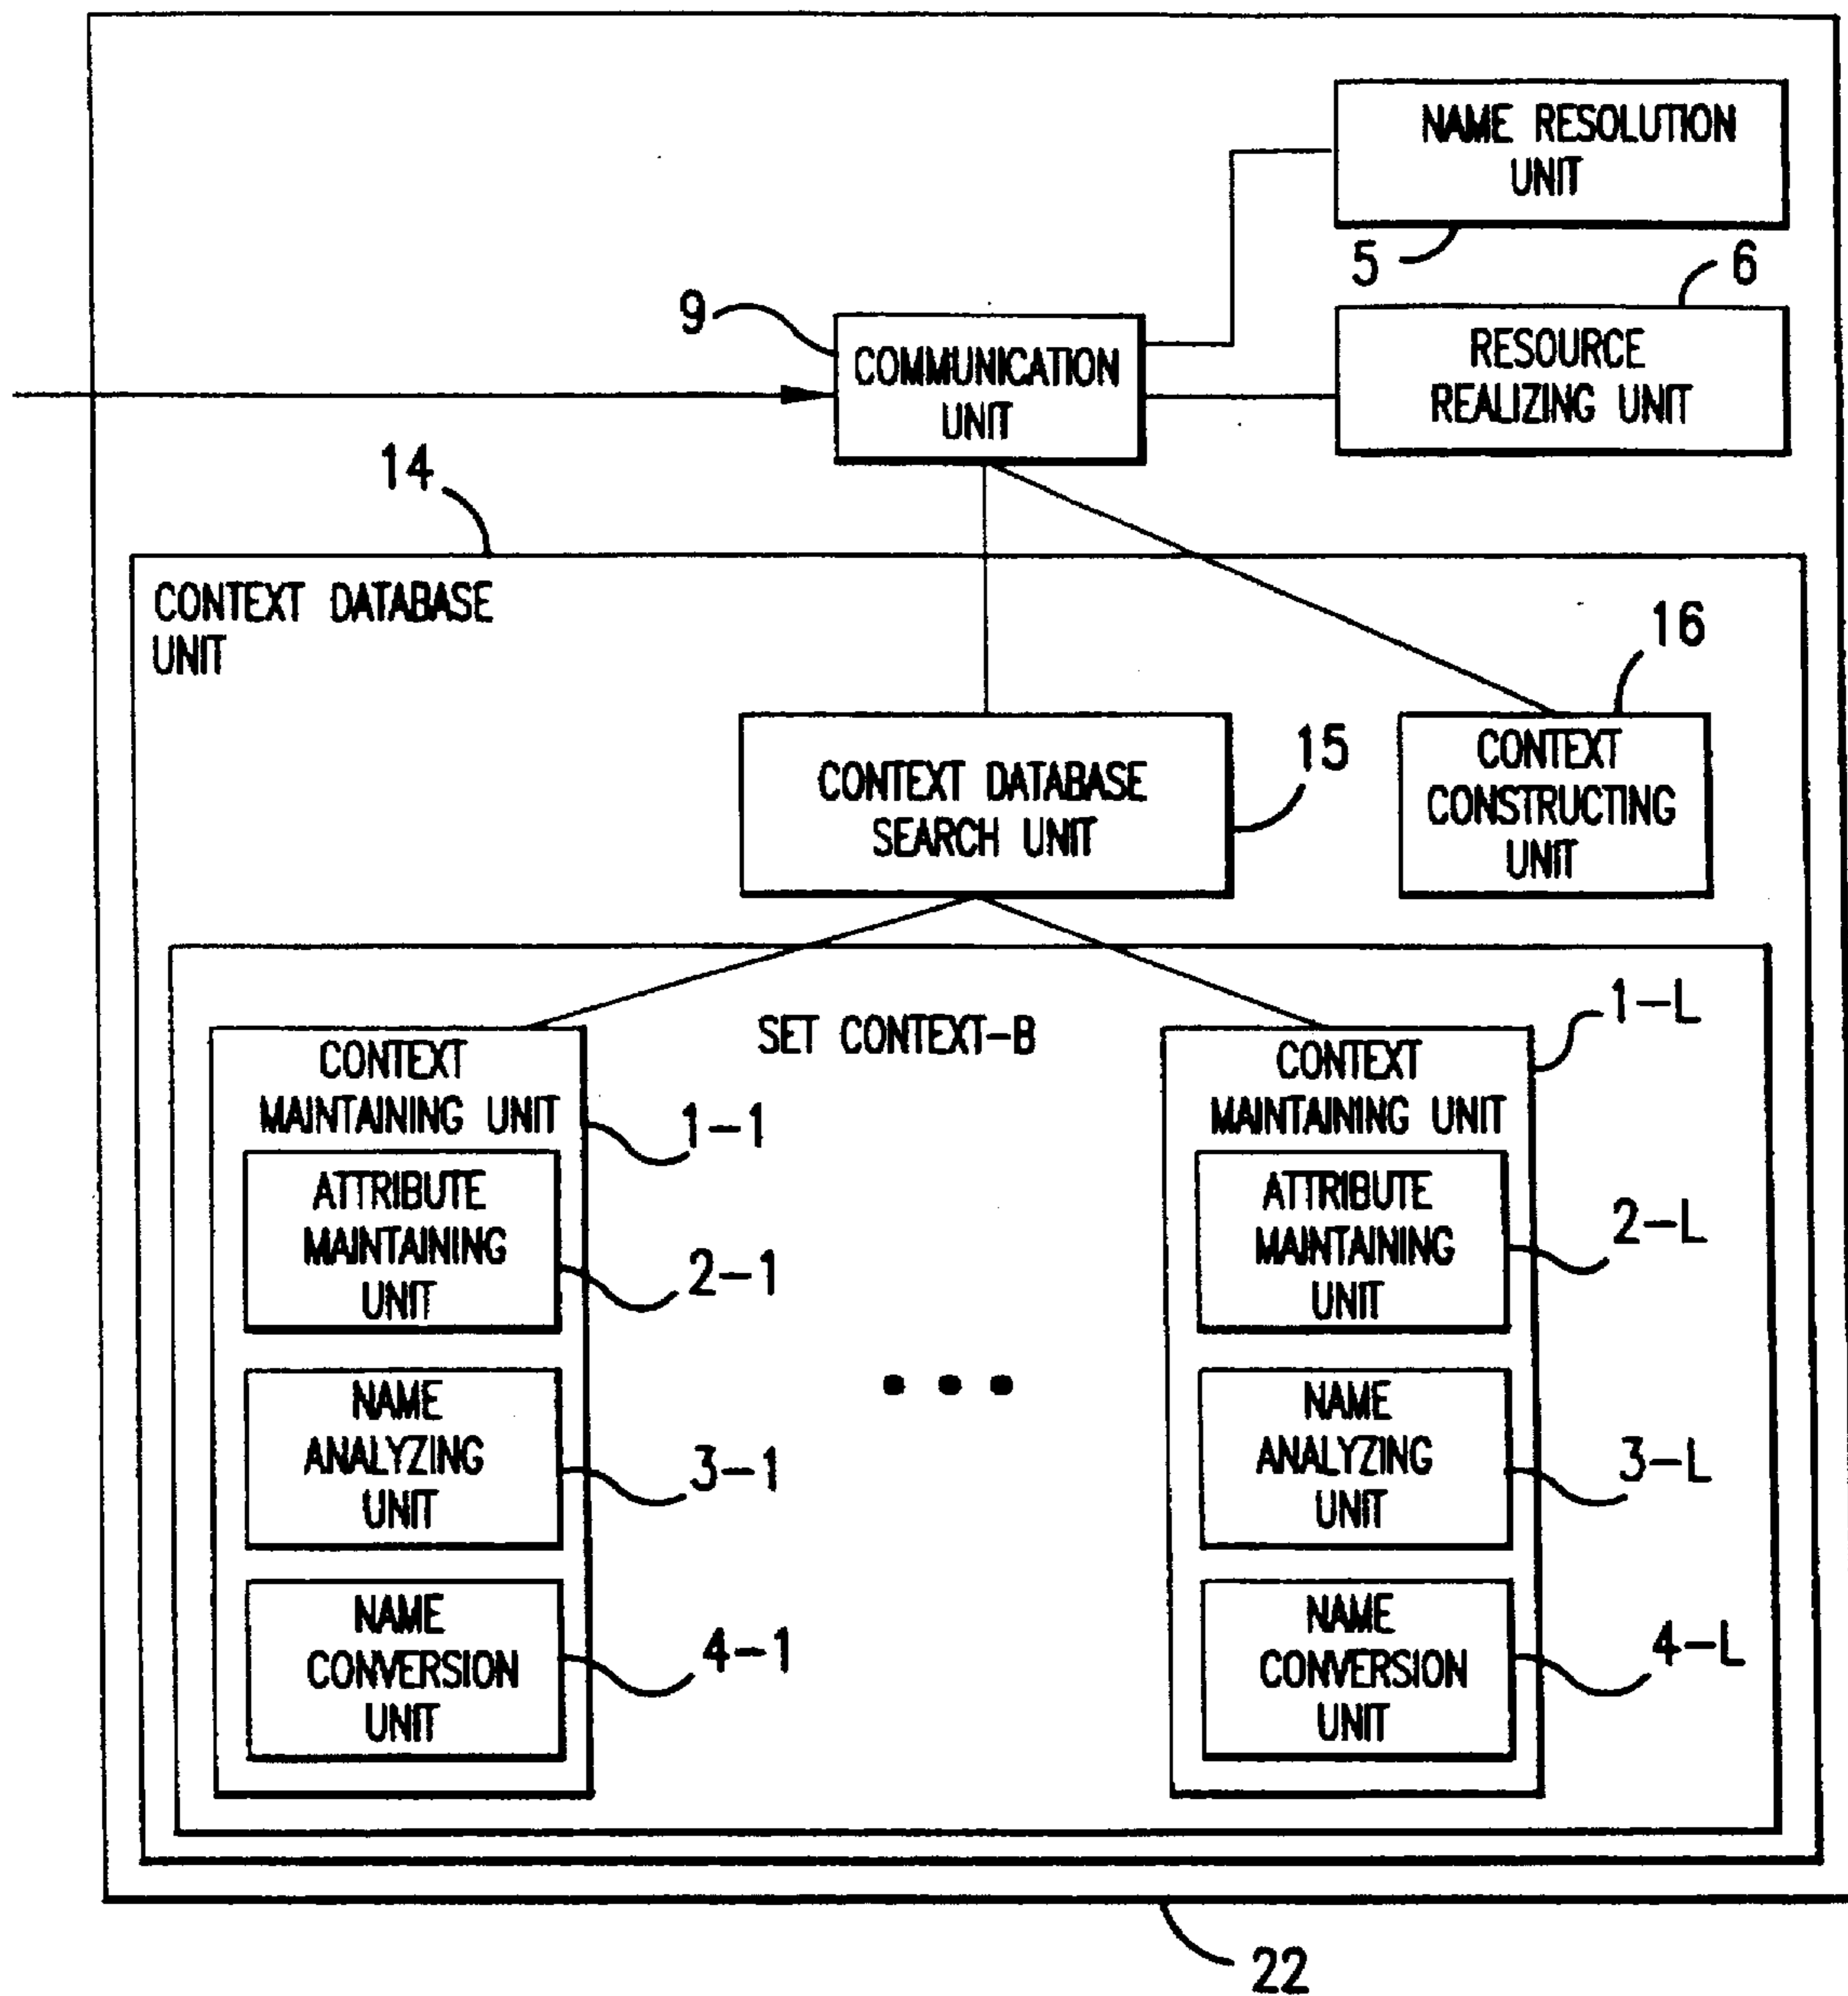 NAME RESOLUTION
UNIT
5
6
9
COMMUNICATION
UNIT
RESOURCE
REALIZING UNIT
14
CONTEXT DATABASE
UNIT
16
CONTEXT DATABASE
SEARCH UNIT
15
CONTEXT
CONSTRUCTING
UNIT
SET CONTEXT-B
CONTEXT
MAINTAINING UNIT
1-1
ATTRIBUTE
MAINTAINING
UNIT
2-1
NAME
ANALYZING
UNIT
3-1
NAME
CONVERSION
UNIT
4-1
• • •
CONTEXT
MAINTAINING UNIT
1-L
ATTRIBUTE
MAINTAINING
UNIT
2-L
NAME
ANALYZING
UNIT
3-L
NAME
CONVERSION
UNIT
4-L
22